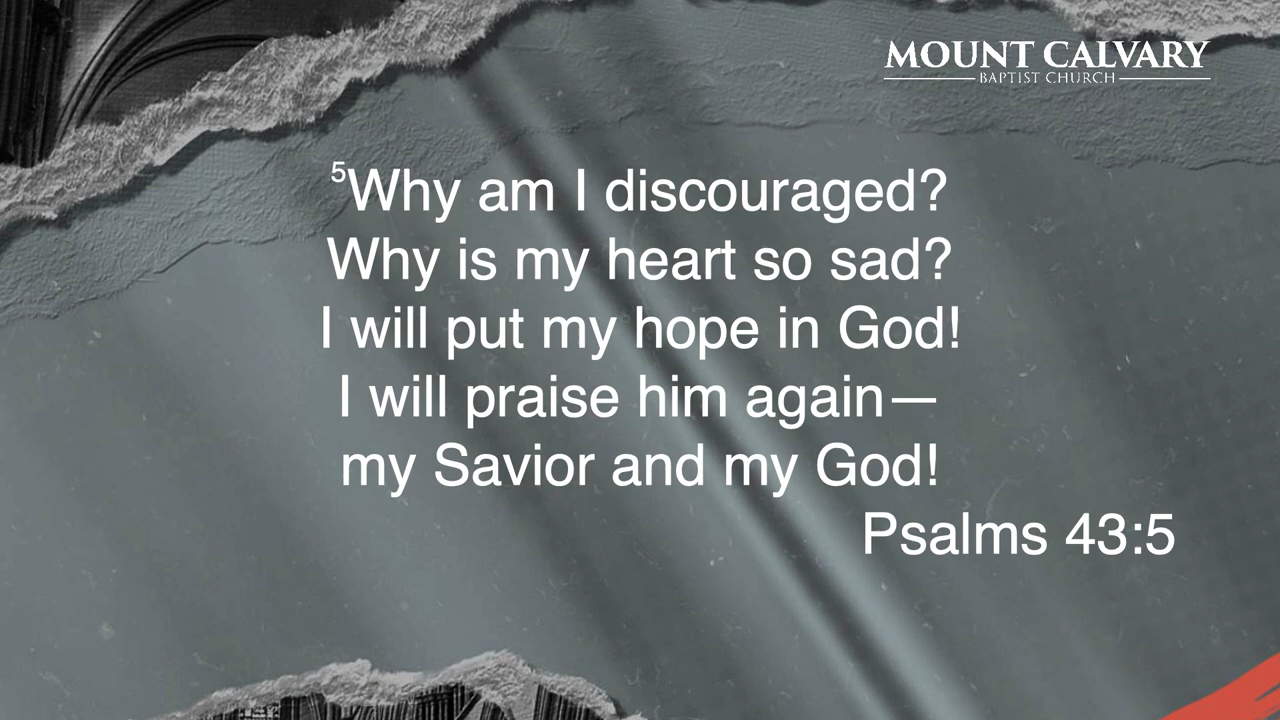 MOUNT CALVARY
BAPTIST CHURCH
⁵Why am I discouraged?
Why is my heart so sad?
I will put my hope in God!
I will praise him again—
my Savior and my God!
Psalms 43:5